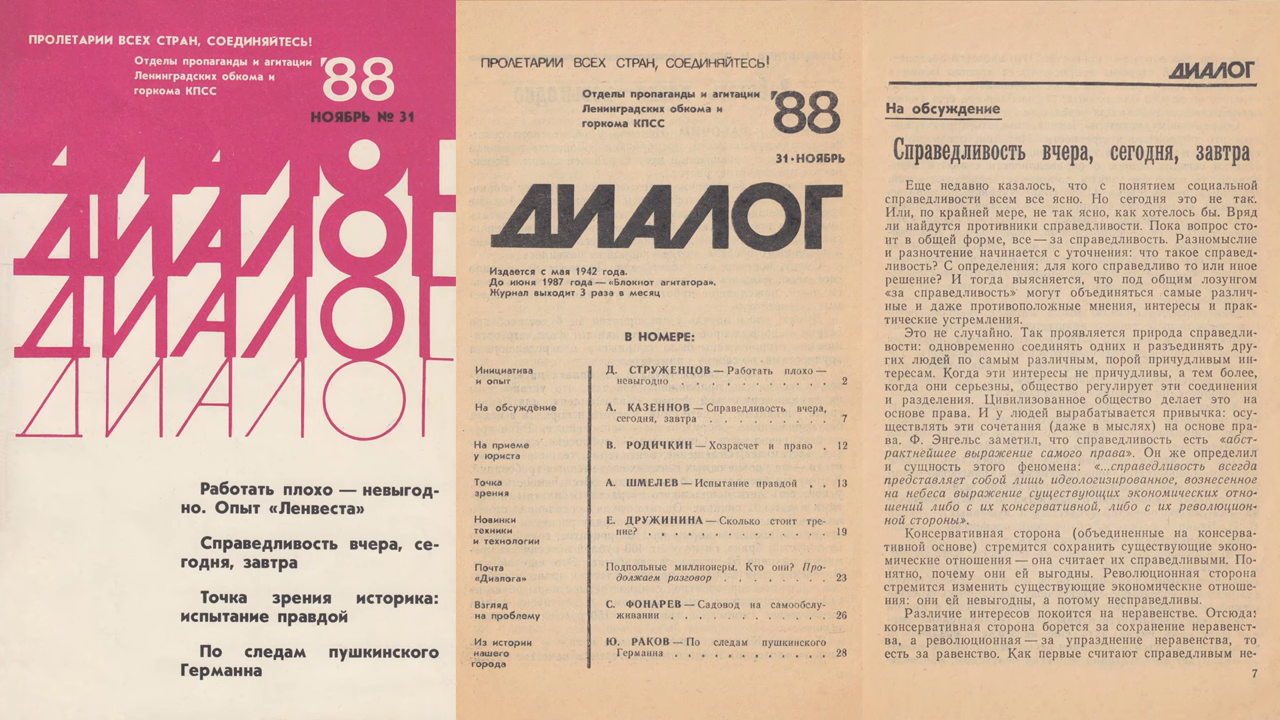 ПРОЛЕТАРИИ ВСЕХ СТРАН, СОЕДИНЯЙТЕСЬ!
Отделы пропаганды и агитации
Ленинградских обкома и
горкома КПСС
'88
НОЯБРЬ № 31
ДИАЛОГ
ДИАЛОГ
ДИАЛОГ
ДИАЛОГ
Работать плохо — невыгод-
но. Опыт «Ленвеста»
Справедливость вчера, се-
годня, завтра
Точка зрения историка:
испытание правдой
По следам пушкинского
Германна
ПРОЛЕТАРИИ ВСЕХ СТРАН, СОЕДИНЯЙТЕСЬ!
Отделы пропаганды и агитации
Ленинградских обкома и
горкома КПСС
'88
31·НОЯБРЬ
ДИАЛОГ
Издается с мая 1942 года.
До июня 1987 года — «Блокнот агитатора».
Журнал выходит 3 раза в месяц
В НОМЕРЕ:
Инициатива и опыт
Д. СТРУЖЕНЦОВ — Работать плохо —
невыгодно . . . . . . . . . . . . 2
На обсуждение
А. КАЗЕННОВ — Справедливость вчера,
сегодня, завтра . . . . . . . . . . 7
На приеме
у юриста
В. РОДИЧКИН — Хозрасчет и право . 12
Точка
зрения
А. ШМЕЛЕВ — Испытание правдой . . 13
Новинки
техники
и технологии
Е. ДРУЖИНИНА — Сколько стоит тре-
ние? . . . . . . . . . . . . . . 19
Почта
«Диалога»
Подпольные миллионеры. Кто они? Про-
должаем разговор . . . . . . . . 23
Взгляд
на проблему
С. ФОНАРЕВ — Садовод на самообслу-
живании . . . . . . . . . . . . . 26
Из истории
нашего
города
Ю. РАКОВ — По следам пушкинского
Германна . . . . . . . . . . . . 28
ДИАЛОГ
На обсуждение
Справедливость вчера, сегодня, завтра
Еще недавно казалось, что с понятием социальной
справедливости всем все ясно. Но сегодня это не так.
Или, по крайней мере, не так ясно, как хотелось бы. Вряд
ли найдутся противники справедливости. Пока вопрос сто-
ит в общей форме, все — за справедливость. Разномыслие
и разночтение начинается с уточнения: что такое справед-
ливость? С определения: для кого справедливо то или иное
решение? И тогда выясняется, что под общим лозунгом
«за справедливость» могут объединяться самые различ-
ные и даже противоположные мнения, интересы и прак-
тические устремления.
Это не случайно. Так проявляется природа справедли-
вости: одновременно соединять одних и разъединять дру-
гих людей по самым различным, порой причудливым ин-
тересам. Когда эти интересы не причудливы, а тем более,
когда они серьезны, общество регулирует эти соединения
и разделения. Цивилизованное общество делает это на
основе права. И у людей вырабатывается привычка: осу-
ществлять эти сочетания (даже в мыслях) на основе пра-
ва. Ф. Энгельс заметил, что справедливость есть «абст-
рактнейшее выражение самого права». Он же определил
и сущность этого феномена: «...справедливость всегда
представляет собой лишь идеологизированное, вознесенное
на небеса выражение существующих экономических отно-
шений либо с их консервативной, либо с их революцион-
ной стороны».
Консервативная сторона (объединенные на консерва-
тивной основе) стремится сохранить существующие эконо-
мические отношения — она считает их справедливыми. По-
нятно, почему они ей выгодны. Революционная сторона
стремится изменить существующие экономические отноше-
ния: они ей невыгодны, а потому несправедливы.
Различие интересов покоится на неравенстве. Отсюда:
консервативная сторона борется за сохранение неравенст-
ва, а революционная — за упразднение неравенства, то
есть за равенство. Как первые считают справедливым не-
7